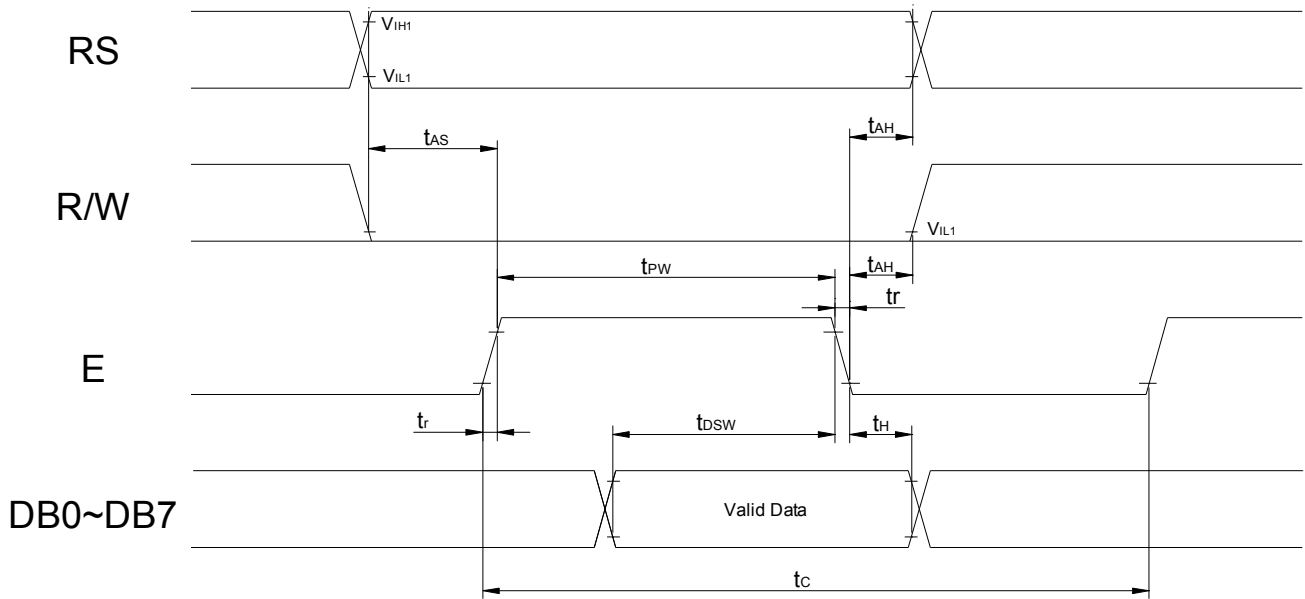 RS
VIH1
VIL1
tAS
tAH
R/W
VIL1
tPW
tAH
tr
E
tr
tDSW
tH
DB0~DB7
Valid Data
tC